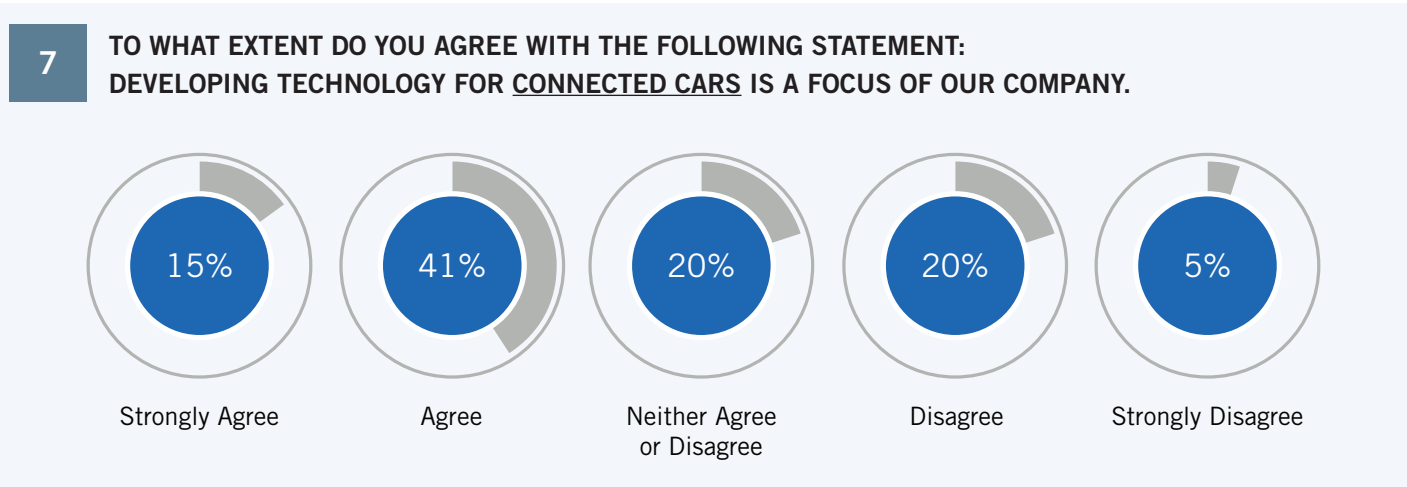 7
TO WHAT EXTENT DO YOU AGREE WITH THE FOLLOWING STATEMENT:
DEVELOPING TECHNOLOGY FOR CONNECTED CARS IS A FOCUS OF OUR COMPANY.
15%
41%
20%
20%
5%
Strongly Agree
Agree
Neither Agree
or Disagree
Disagree
Strongly Disagree